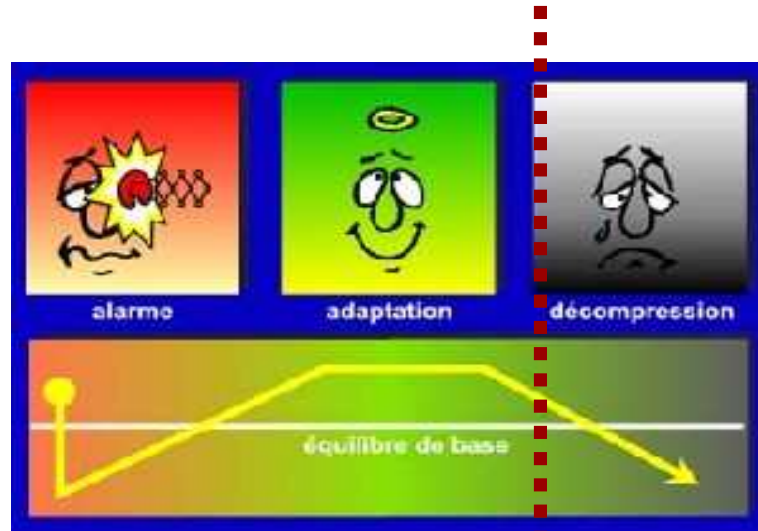 alarme
adaptation
décompression
équilibre de base